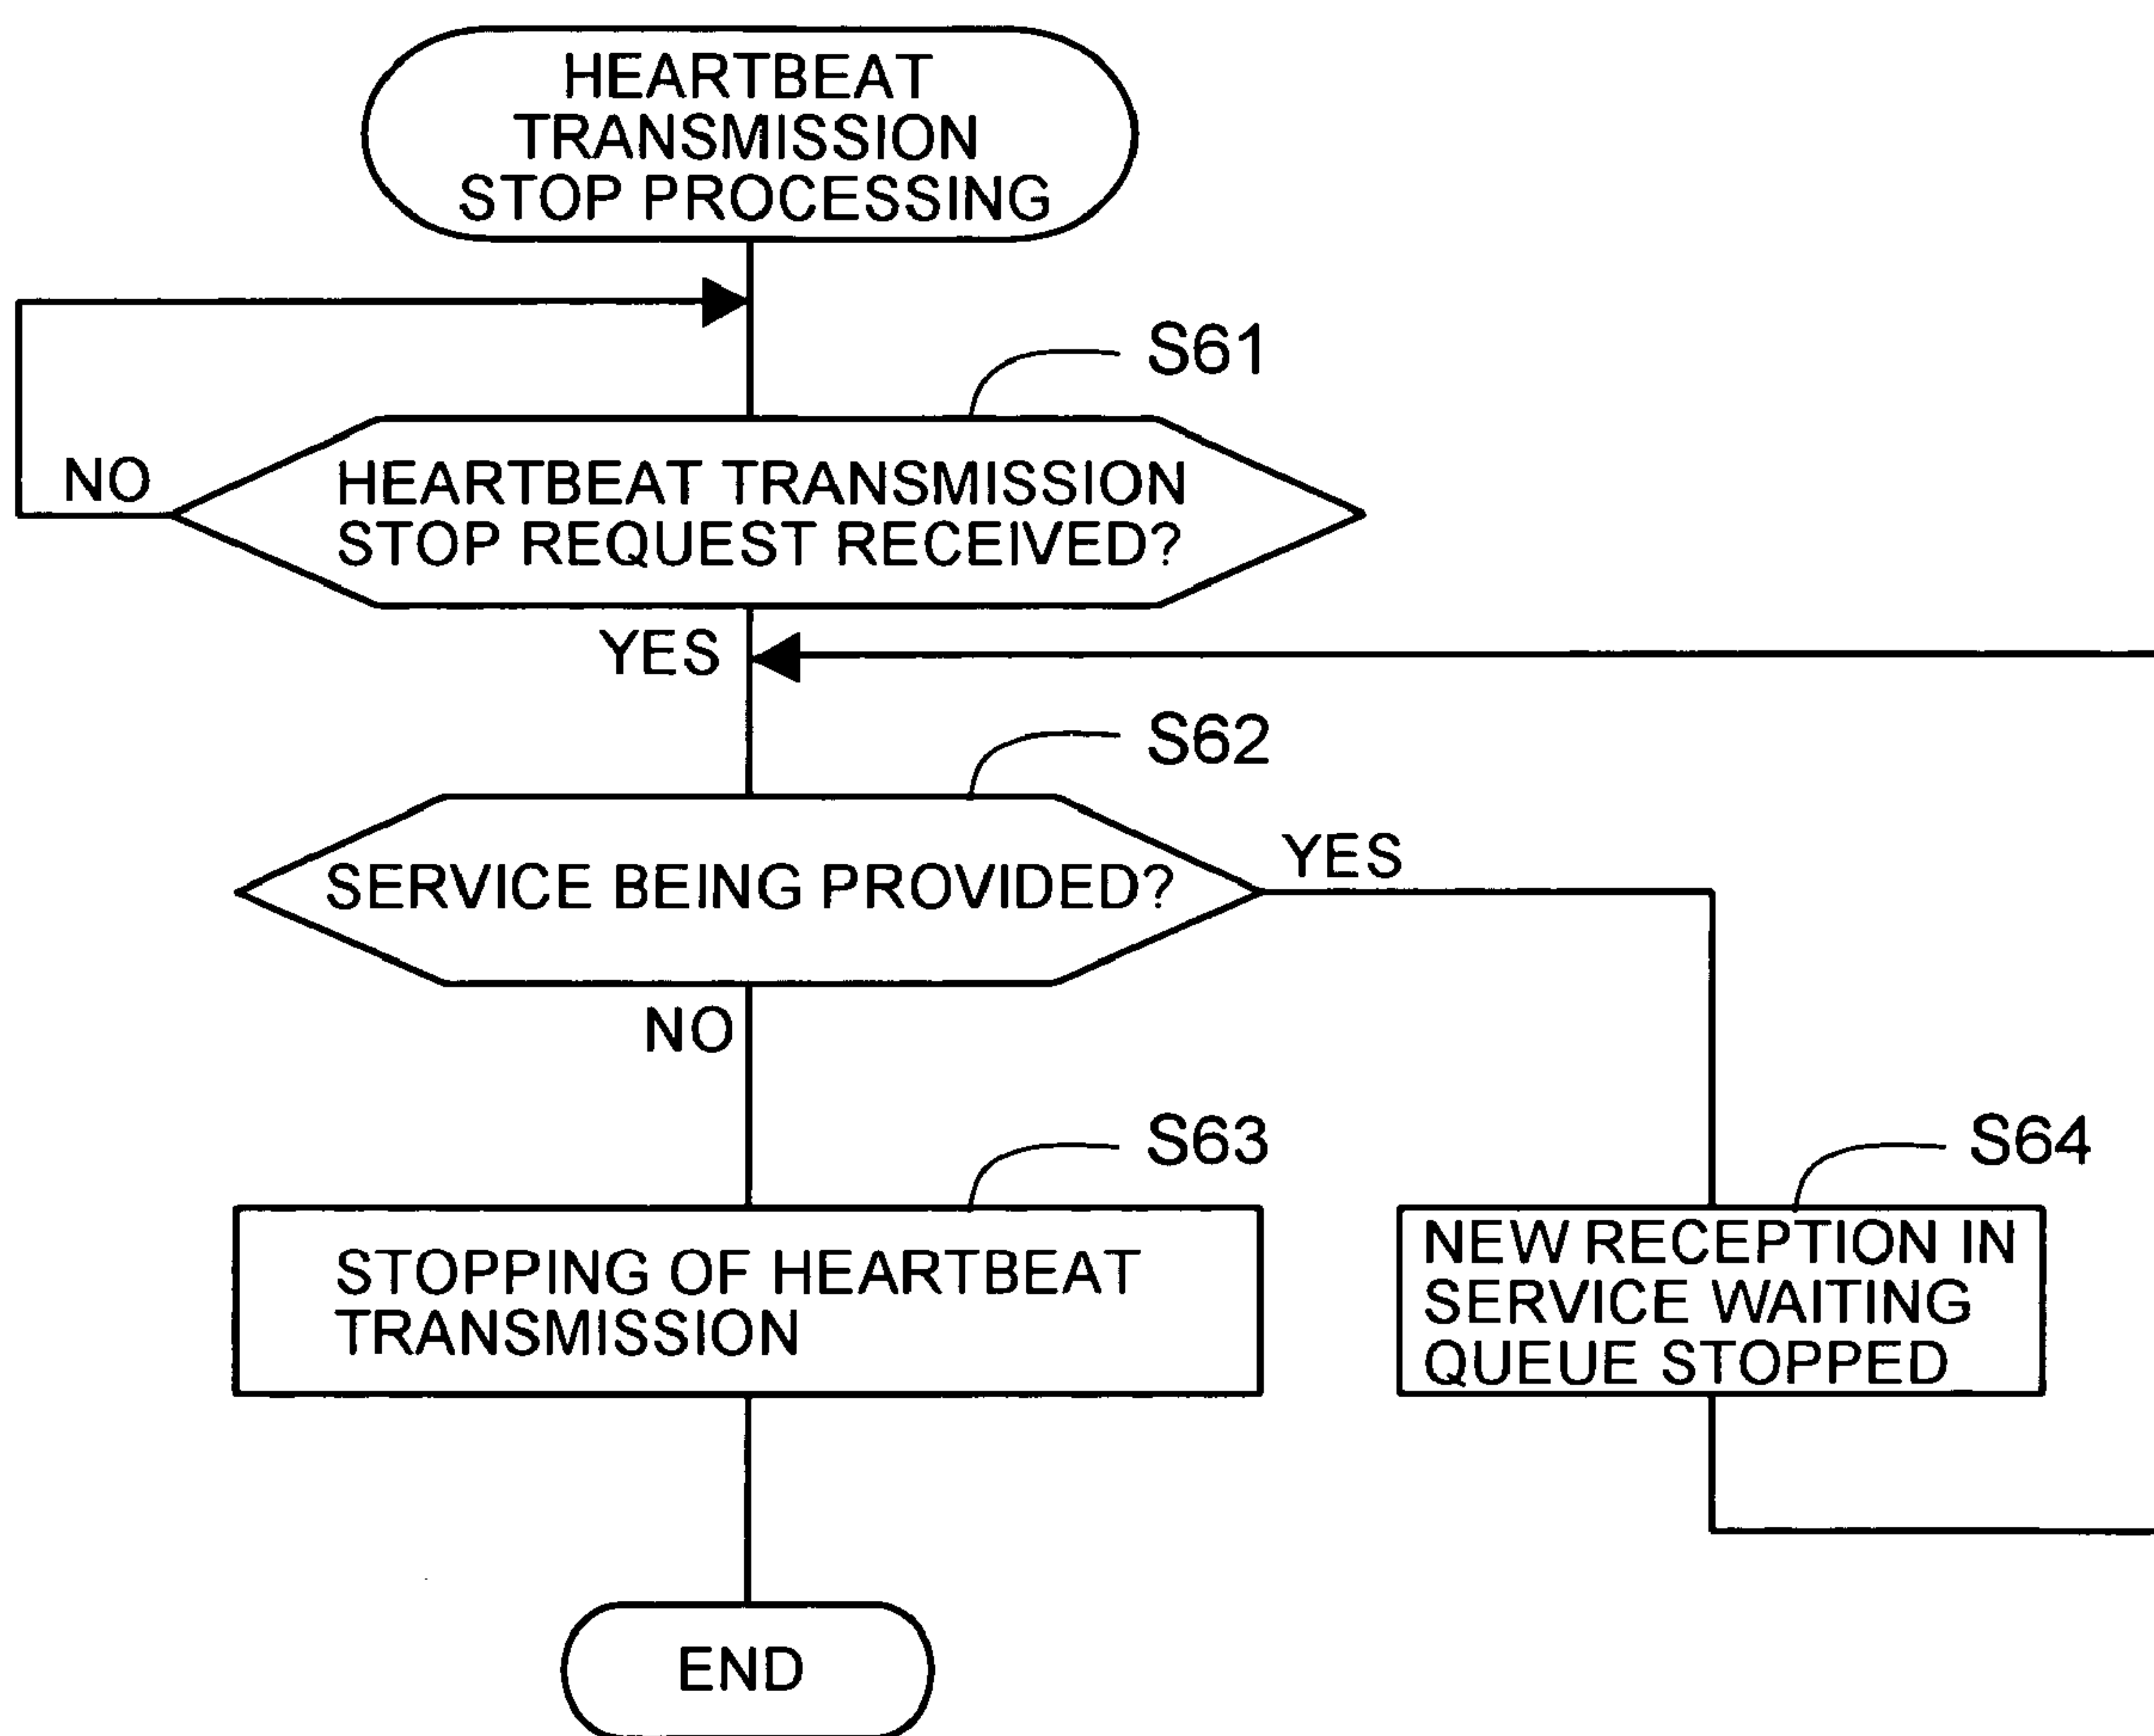 HEARTBEAT
TRANSMISSION
STOP PROCESSING
S61
NO
HEARTBEAT TRANSMISSION
STOP REQUEST RECEIVED?
YES
S62
SERVICE BEING PROVIDED?
YES
NO
S63
STOPPING OF HEARTBEAT
TRANSMISSION
S64
NEW RECEPTION IN
SERVICE WAITING
QUEUE STOPPED
END